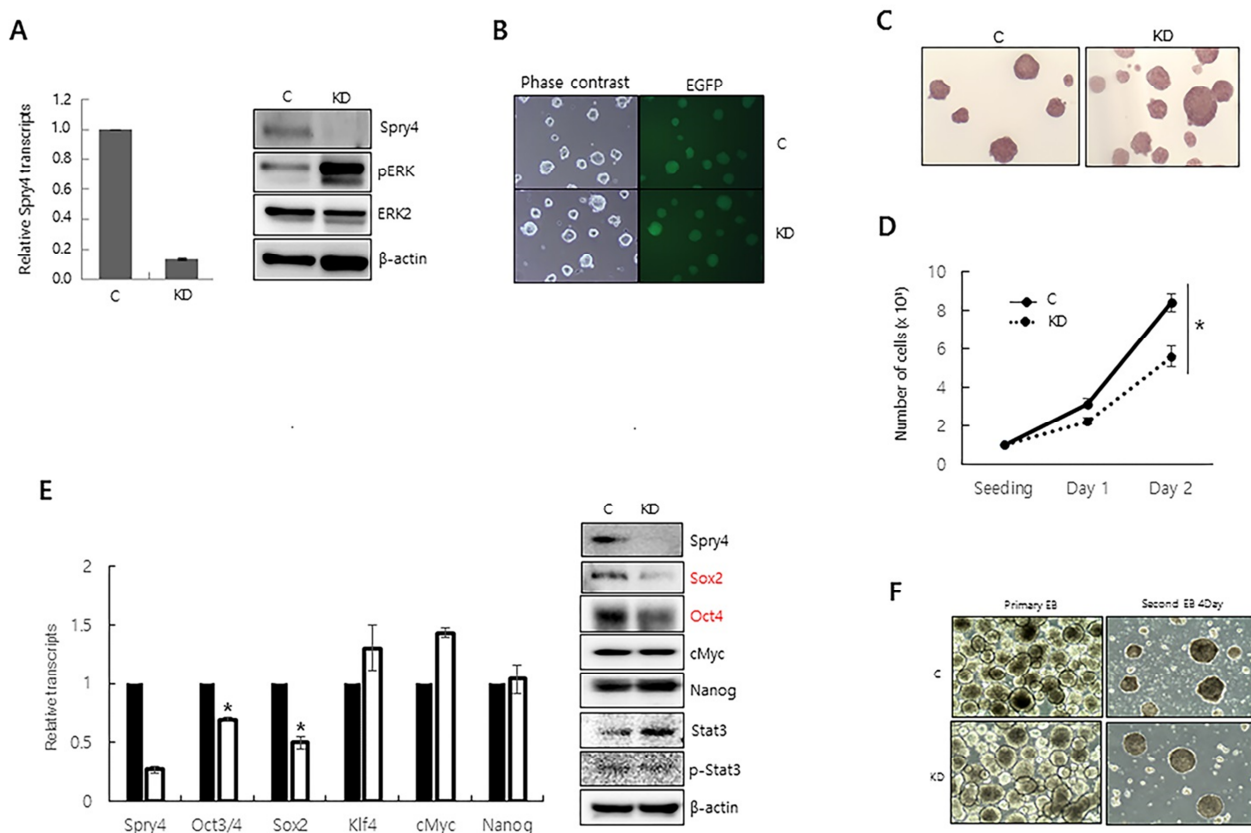 A
Relative Spry4 transcripts
1.2
1.0
0.8
0.6
0.4
0.2
0.0
C
KD
C KD
Spry4
pERK
ERK2
β-actin
B
Phase contrast EGFP
C
KD
C
C KD
D
Number of cells (x 10⁵)
10
8
6
4
2
0
C
KD
*
Seeding Day 1 Day 2
E
Relative transcripts
2
1.5
1
0.5
0
*
*
Spry4 Oct3/4 Sox2 Klf4 cMyc Nanog
C KD
Spry4
Sox2
Oct4
cMyc
Nanog
Stat3
p-Stat3
β-actin
F
Primary EB Second EB 4Day
C
KD